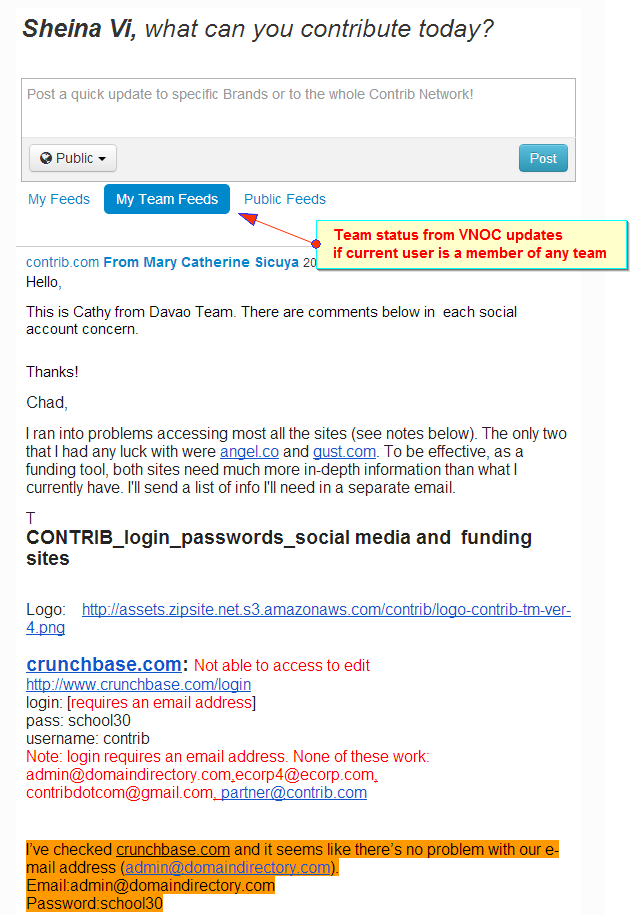 Sheina Vi, what can you contribute today?
Post a quick update to specific Brands or to the whole Contrib Network!
Public
Post
My Feeds
My Team Feeds
Public Feeds
Team status from VNOC updates
if current user is a member of any team
contrib.com From Mary Catherine Sicuya 20
Hello,
This is Cathy from Davao Team. There are comments below in  each social
account concern.
Thanks!
Chad,
I ran into problems accessing most all the sites (see notes below). The only two
that I had any luck with were angel.co and gust.com. To be effective, as a
funding tool, both sites need much more in-depth information than what I
currently have. I'll send a list of info I'll need in a separate email.
T
CONTRIB_login_passwords_social media and  funding
sites
Logo:    http://assets.zipsite.net.s3.amazonaws.com/contrib/logo-contrib-tm-ver-
4.png
crunchbase.com: Not able to access to edit
http://www.crunchbase.com/login
login: [requires an email address]
pass: school30
username: contrib
Note: login requires an email address. None of these work:
admin@domaindirectory.com,ecorp4@ecorp.com,
contribdotcom@gmail.com, partner@contrib.com
I've checked crunchbase.com and it seems like there's no problem with our e-
mail address (admin@domaindirectory.com).
Email:admin@domaindirectory.com
Password:school30